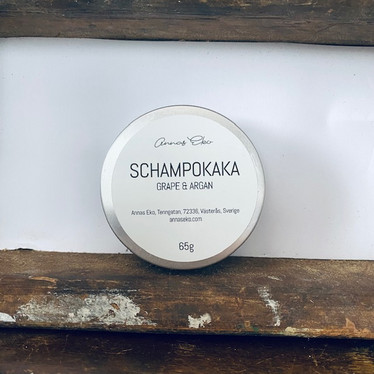 Annas Eko
SCHAMPOKAKA
GRAPE & ARGAN
Annas Eko, Tenngatan, 72336, Västerås, Sverige
annaseko.com
65g